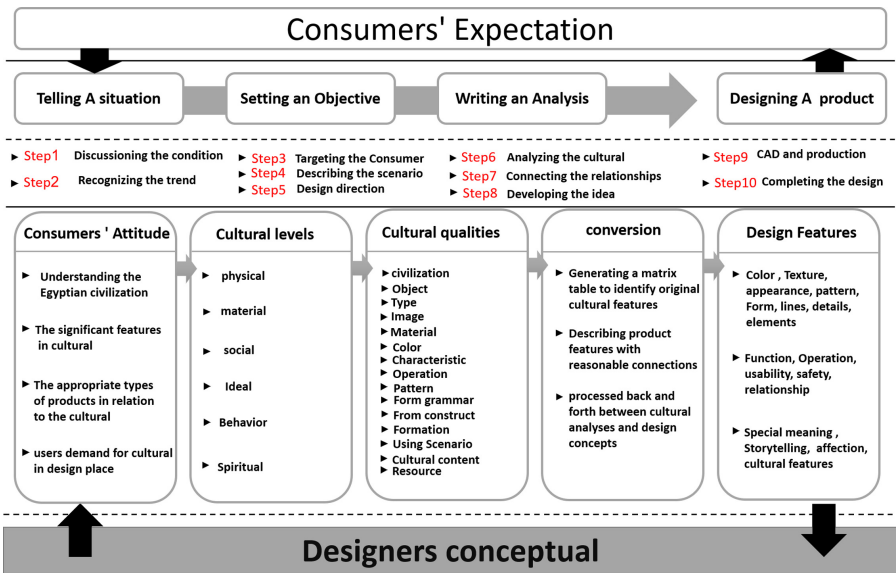 Consumers' Expectation
Telling A situation
Setting an Objective
Writing an Analysis
Designing A product
Step1 Discussioning the condition
Step2 Recognizing the trend
Step3 Targeting the Consumer
Step4 Describing the scenario
Step5 Design direction
Step6 Analyzing the cultural
Step7 Connecting the relationships
Step8 Developing the idea
Step9 CAD and production
Step10 Completing the design
Consumers ' Attitude
Understanding the
Egyptian civilization
The significant features
in cultural
The appropriate types
of products in relation
to the cultural
users demand for cultural
in design place
Cultural levels
physical
material
social
Ideal
Behavior
Spiritual
Cultural qualities
civilization
Object
Type
Image
Material
Color
Characteristic
Operation
Pattern
Form grammar
From construct
Formation
Using Scenario
Cultural content
Resource
conversion
Generating a matrix
table to identify original
cultural features
Describing product
features with
reasonable connections
processed back and
forth between cultural
analyses and design
concepts
Design Features
Color , Texture,
appearance, pattern,
Form, lines, details,
elements
Function, Operation,
usability, safety,
relationship
Special meaning ,
Storytelling, affection,
cultural features
Designers conceptual